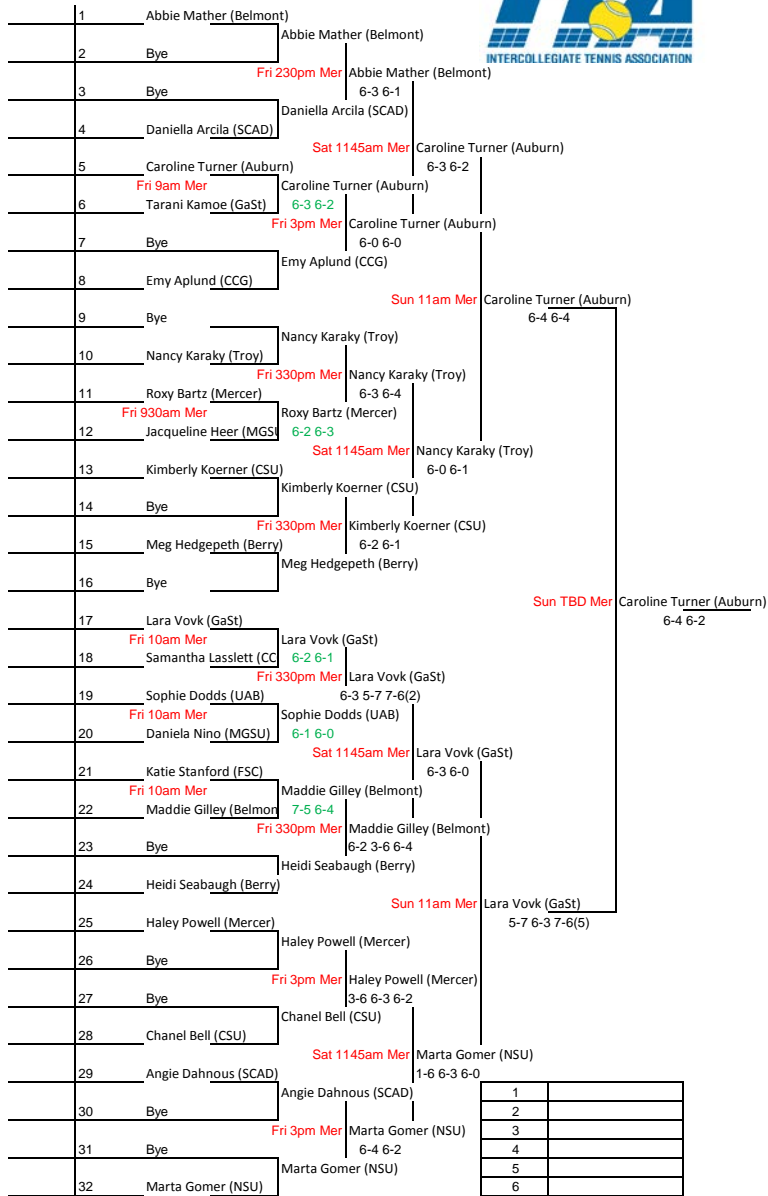 INTERCOLLEGIATE TENNIS ASSOCIATION
1 Abbie Mather (Belmont)
Abbie Mather (Belmont)
2 Bye
Fri 230pm Mer Abbie Mather (Belmont)
3 Bye 6-3 6-1
Daniella Arcila (SCAD)
4 Daniella Arcila (SCAD)
Sat 1145am Mer Caroline Turner (Auburn)
5 Caroline Turner (Auburn) 6-3 6-2
Fri 9am Mer Caroline Turner (Auburn)
6 Tarani Kamoe (GaSt) 6-3 6-2
Fri 3pm Mer Caroline Turner (Auburn)
7 Bye 6-0 6-0
Emy Aplund (CCG)
8 Emy Aplund (CCG)
Sun 11am Mer Caroline Turner (Auburn)
9 Bye 6-4 6-4
Nancy Karaky (Troy)
10 Nancy Karaky (Troy)
Fri 330pm Mer Nancy Karaky (Troy)
11 Roxy Bartz (Mercer) 6-3 6-4
Fri 930am Mer Roxy Bartz (Mercer)
12 Jacqueline Heer (MGSU 6-2 6-3
Sat 1145am Mer Nancy Karaky (Troy)
13 Kimberly Koerner (CSU) 6-0 6-1
Kimberly Koerner (CSU)
14 Bye
Fri 330pm Mer Kimberly Koerner (CSU)
15 Meg Hedgepeth (Berry) 6-2 6-1
Meg Hedgepeth (Berry)
16 Bye
Sun TBD Mer Caroline Turner (Auburn)
17 Lara Vovk (GaSt) 6-4 6-2
Fri 10am Mer Lara Vovk (GaSt)
18 Samantha Lasslett (CC 6-2 6-1
Fri 330pm Mer Lara Vovk (GaSt)
19 Sophie Dodds (UAB) 6-3 5-7 7-6(2)
Fri 10am Mer Sophie Dodds (UAB)
20 Daniela Nino (MGSU) 6-1 6-0
Sat 1145am Mer Lara Vovk (GaSt)
21 Katie Stanford (FSC) 6-3 6-0
Fri 10am Mer Maddie Gilley (Belmont)
22 Maddie Gilley (Belmon 7-5 6-4
Fri 330pm Mer Maddie Gilley (Belmont)
23 Bye 6-2 3-6 6-4
Heidi Seabaugh (Berry)
24 Heidi Seabaugh (Berry)
Sun 11am Mer Lara Vovk (GaSt)
25 Haley Powell (Mercer) 5-7 6-3 7-6(5)
Haley Powell (Mercer)
26 Bye
Fri 3pm Mer Haley Powell (Mercer)
27 Bye 3-6 6-3 6-2
Chanel Bell (CSU)
28 Chanel Bell (CSU)
Sat 1145am Mer Marta Gomer (NSU)
29 Angie Dahnous (SCAD) 1-6 6-3 6-0
Angie Dahnous (SCAD) 1
30 Bye 2
Fri 3pm Mer Marta Gomer (NSU) 3
31 Bye 6-4 6-2 4
Marta Gomer (NSU) 5
32 Marta Gomer (NSU) 6